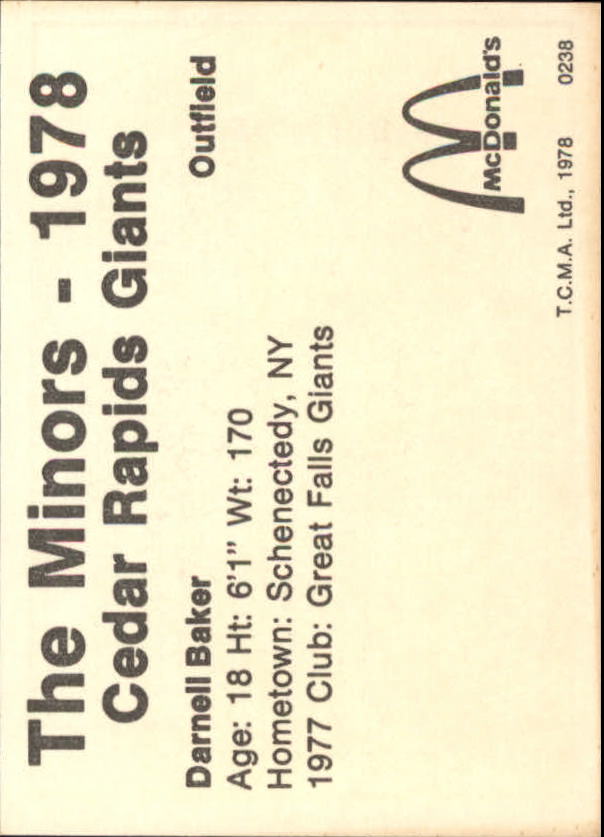 The Minors - 1978
Cedar Rapids Giants
Darnell Baker Outfield
Age: 18 Ht: 6'1" Wt: 170
Hometown: Schenectedy, NY
1977 Club: Great Falls Giants
McDonald's
T.C.M.A. Ltd., 1978 0238